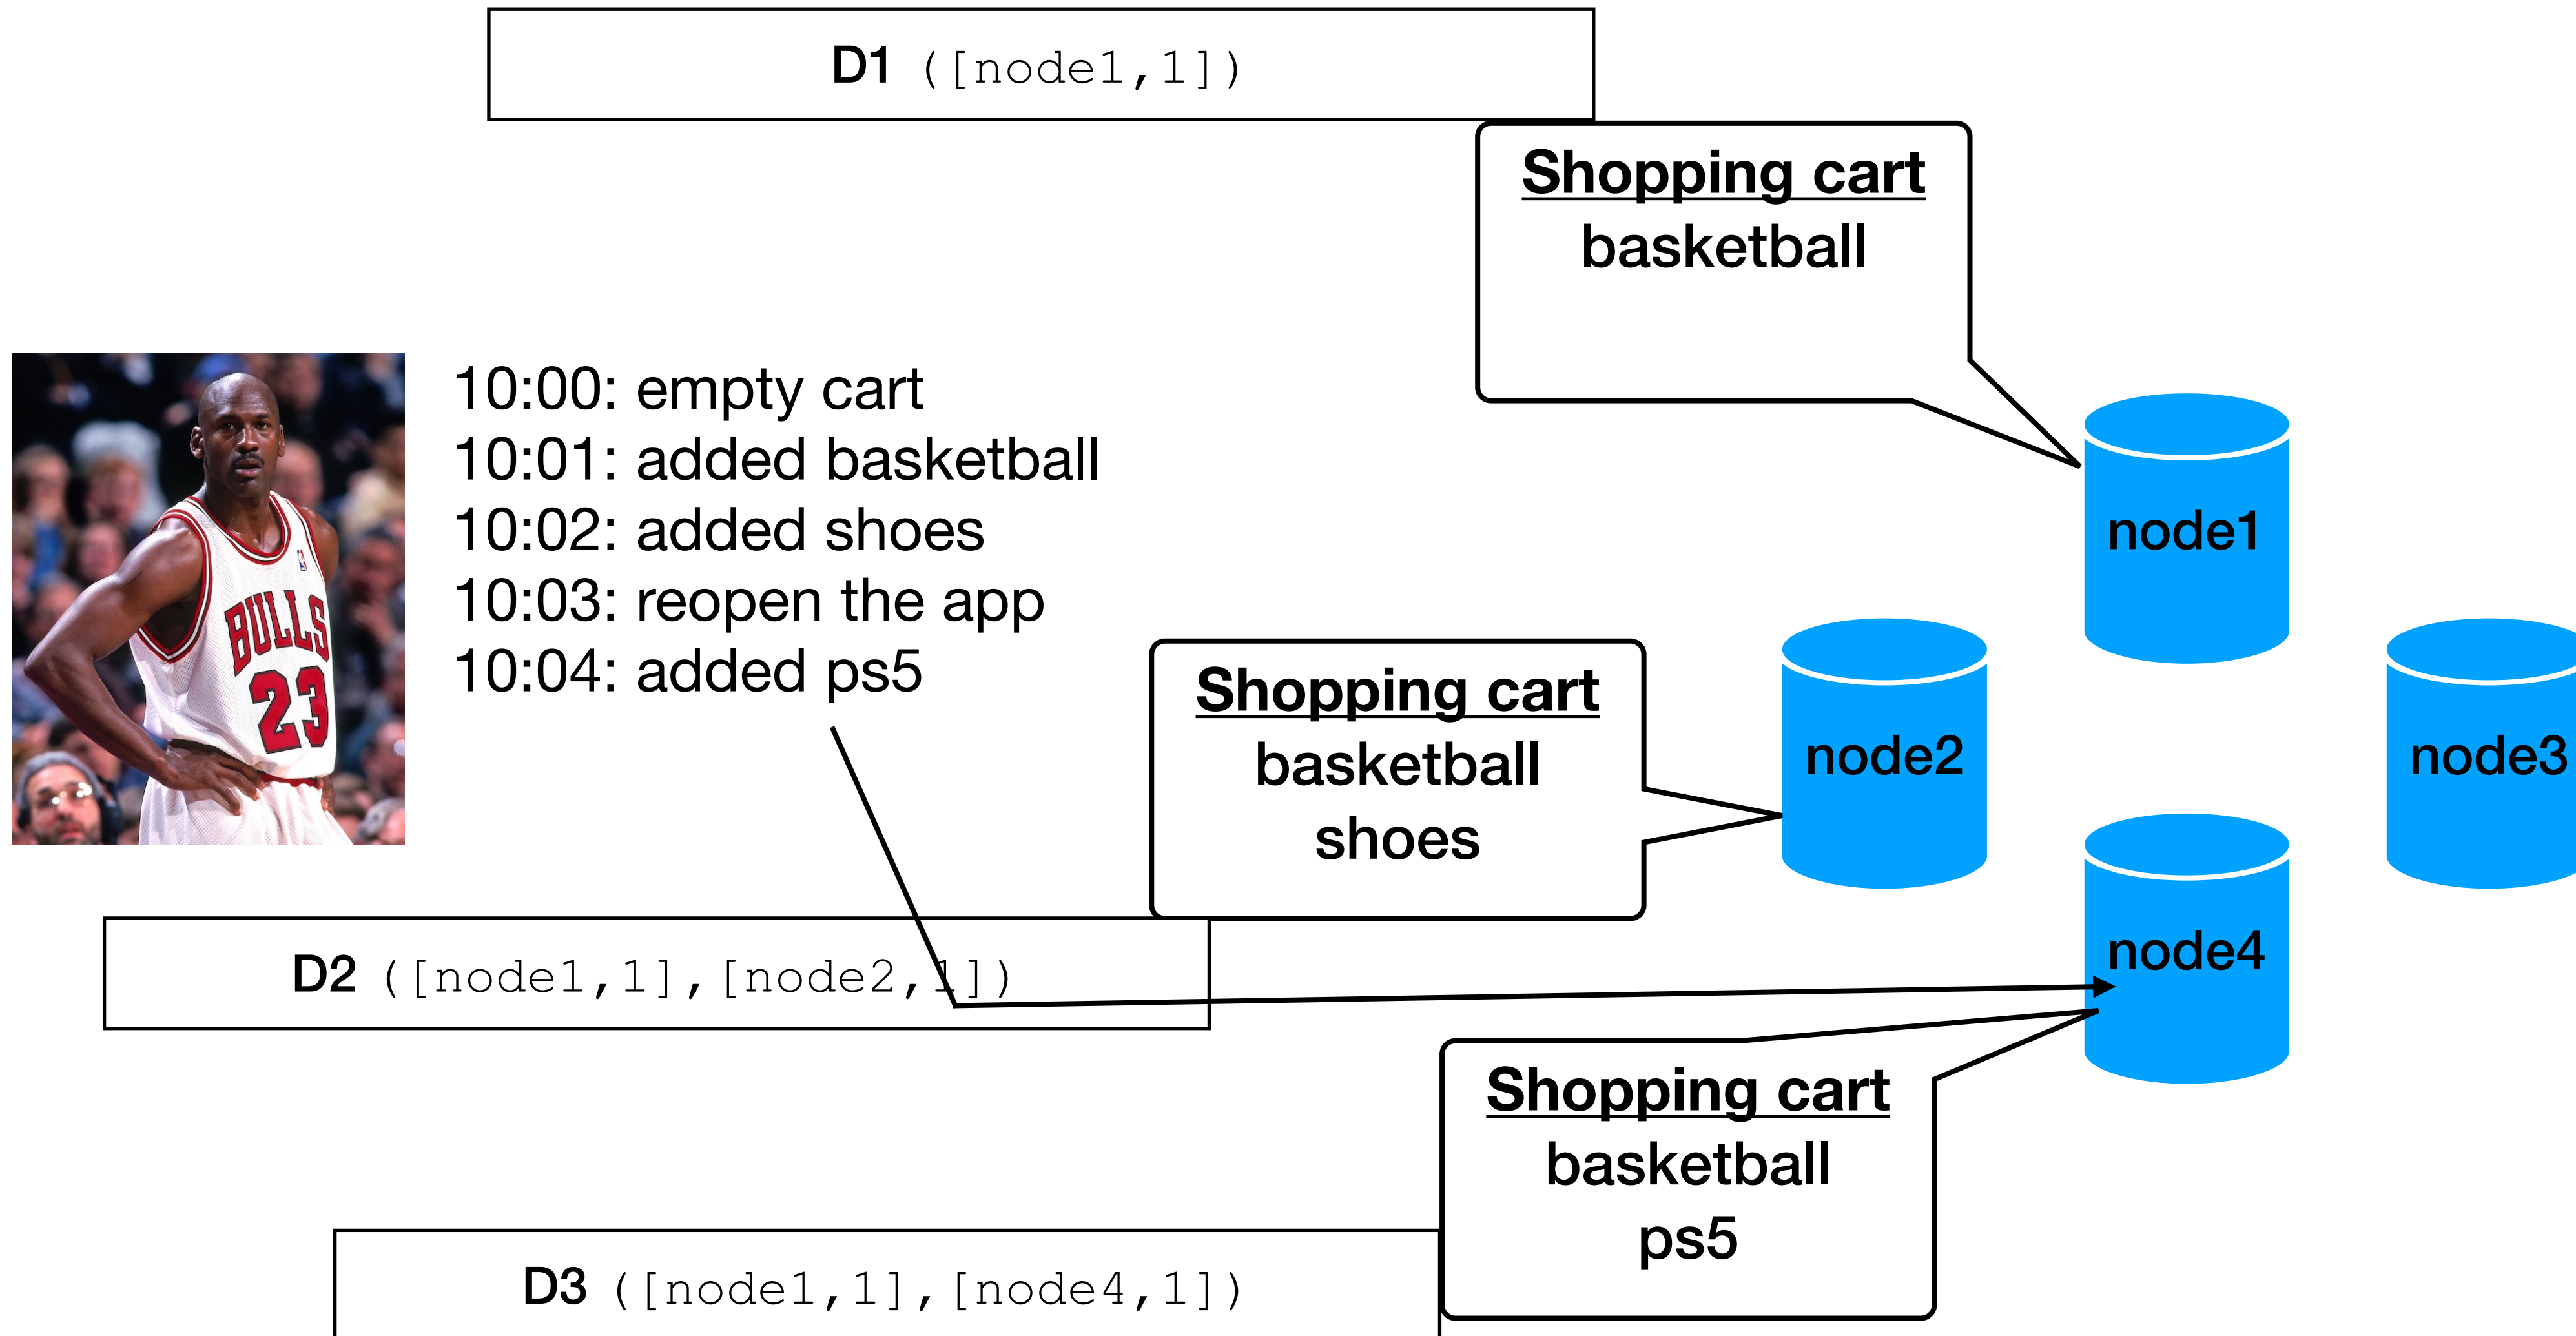 D1 ([node1,1])
Shopping cart
basketball
10:00: empty cart
10:01: added basketball
10:02: added shoes
10:03: reopen the app
10:04: added ps5
BULLS
23
node1
Shopping cart
basketball
shoes
node2
node3
D2 ([node1,1],[node2,1])
node4
Shopping cart
basketball
ps5
D3 ([node1,1],[node4,1])